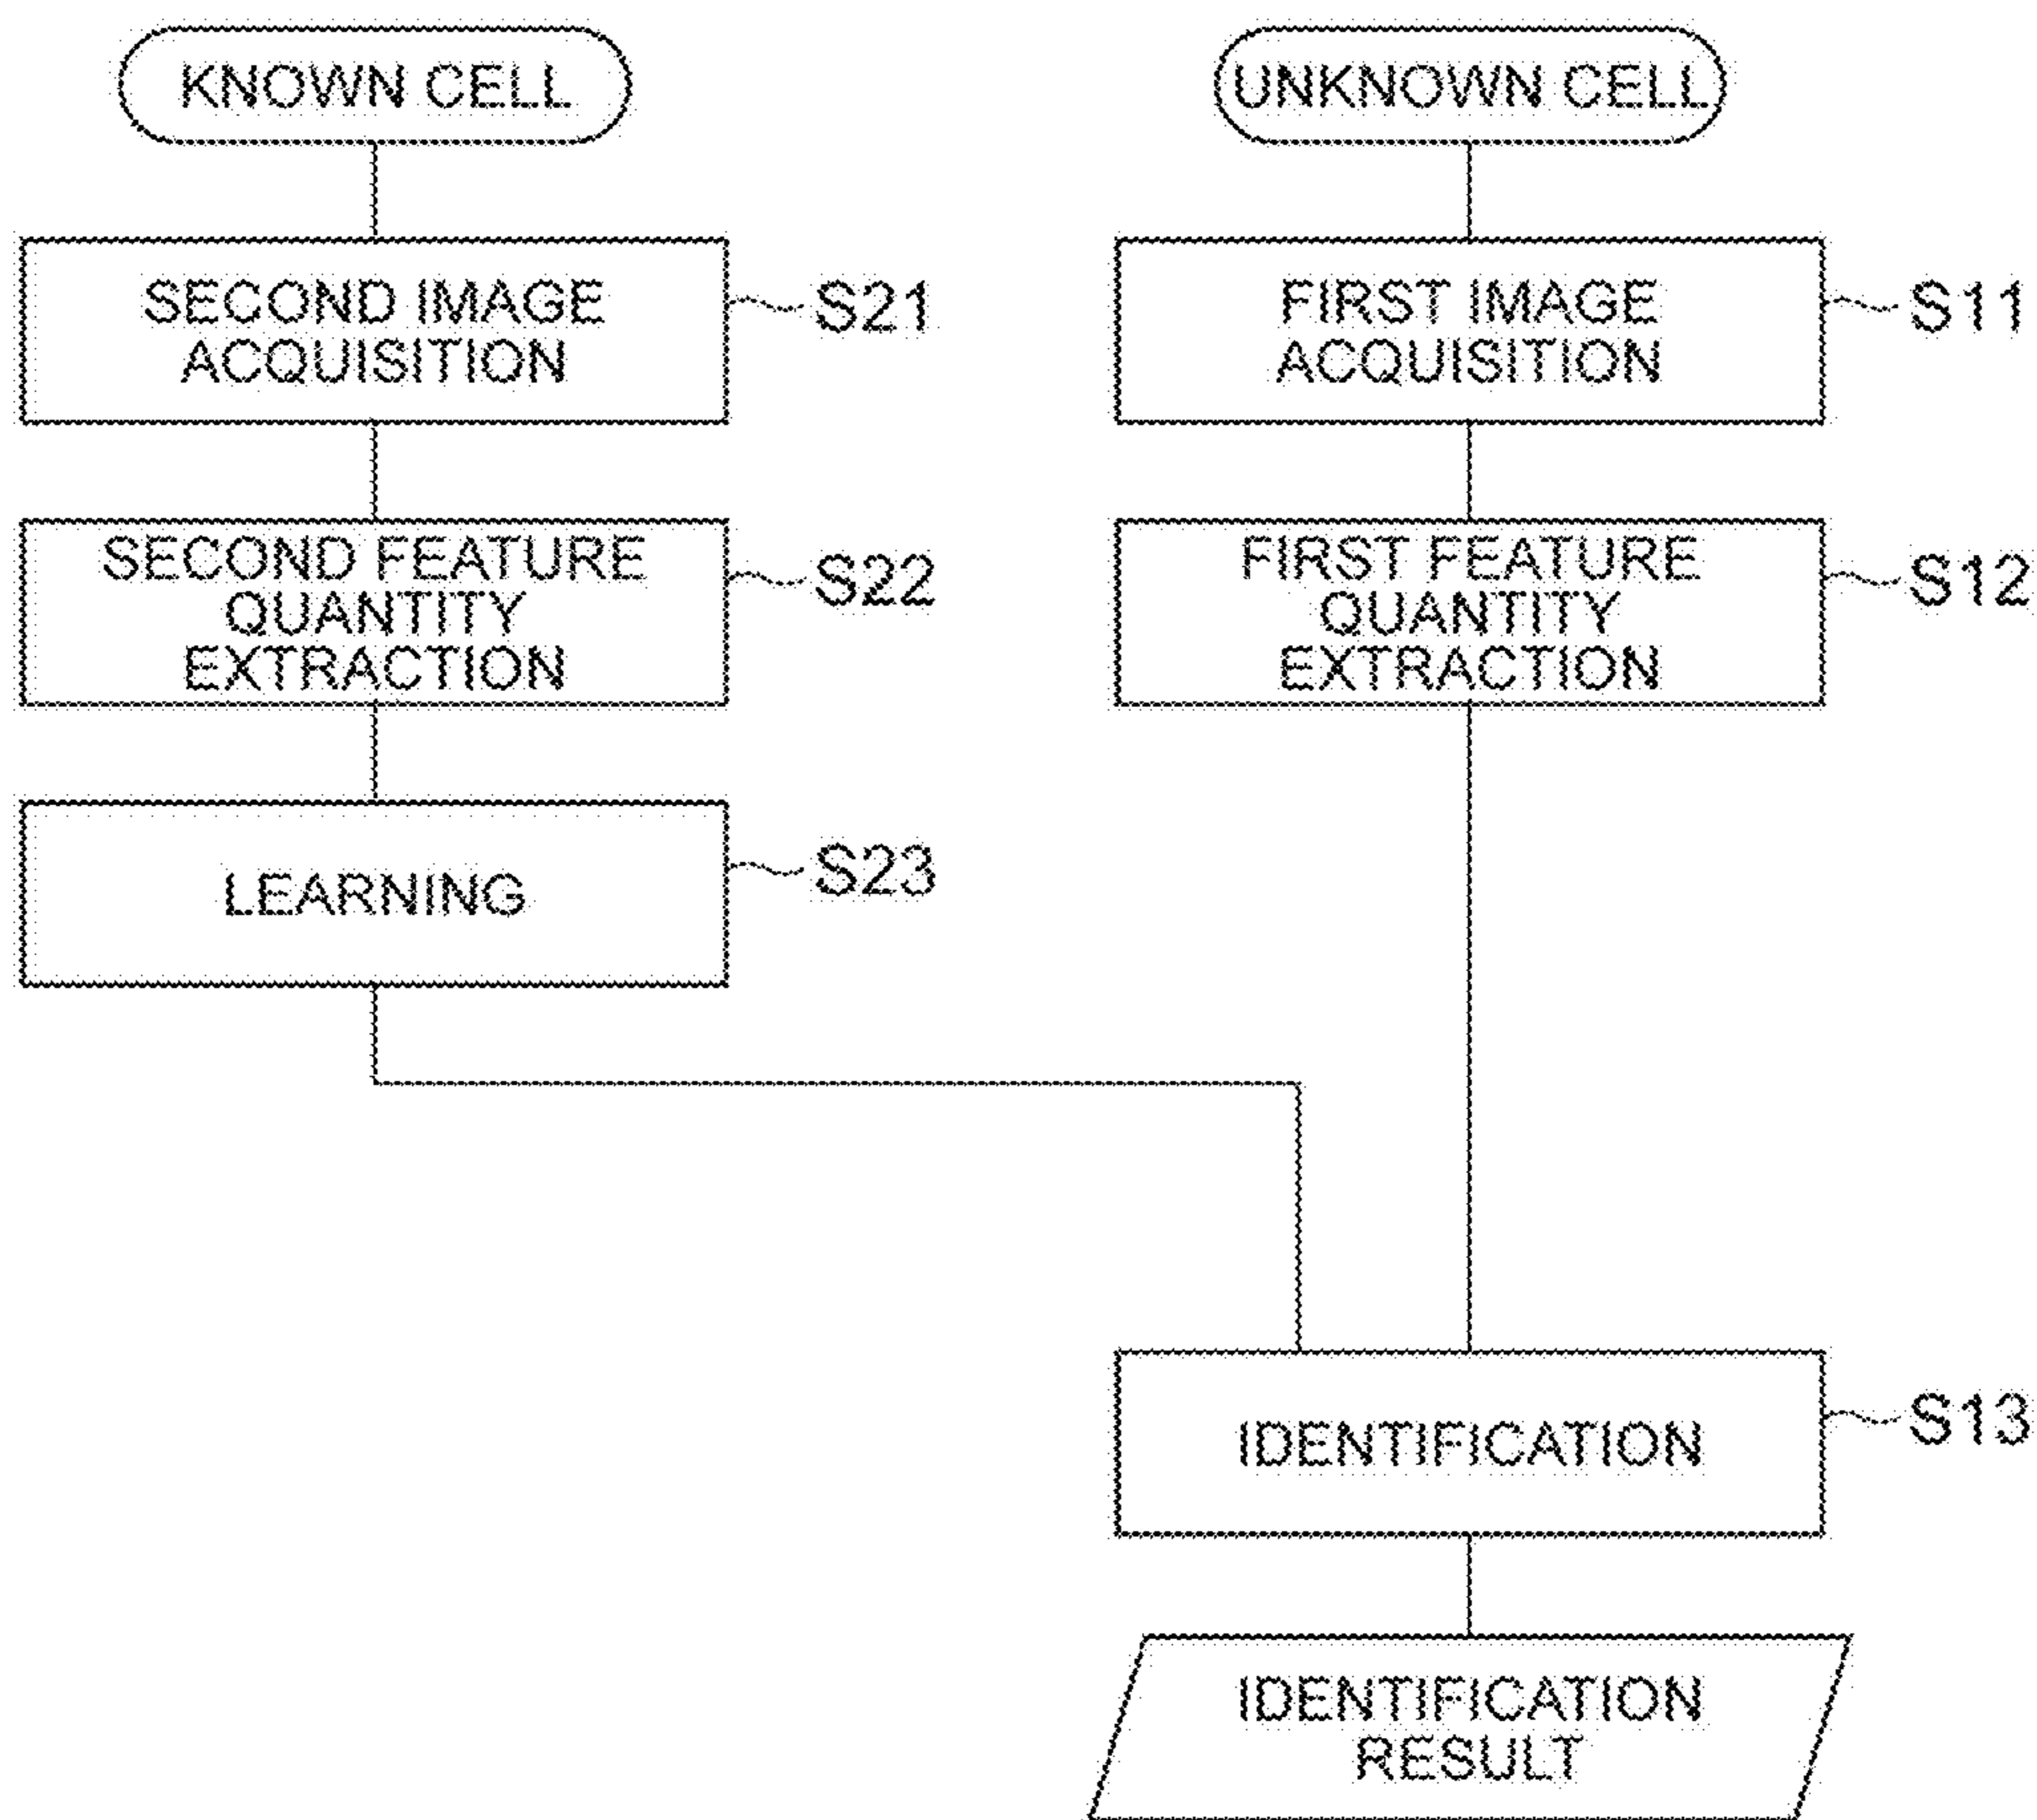 KNOWN CELL
SECOND IMAGE
ACQUISITION
S21
SECOND FEATURE
QUANTITY
EXTRACTION
S22
LEARNING
S23
UNKNOWN CELL
FIRST IMAGE
ACQUISITION
S11
FIRST FEATURE
QUANTITY
EXTRACTION
S12
IDENTIFICATION
S13
IDENTIFICATION
RESULT